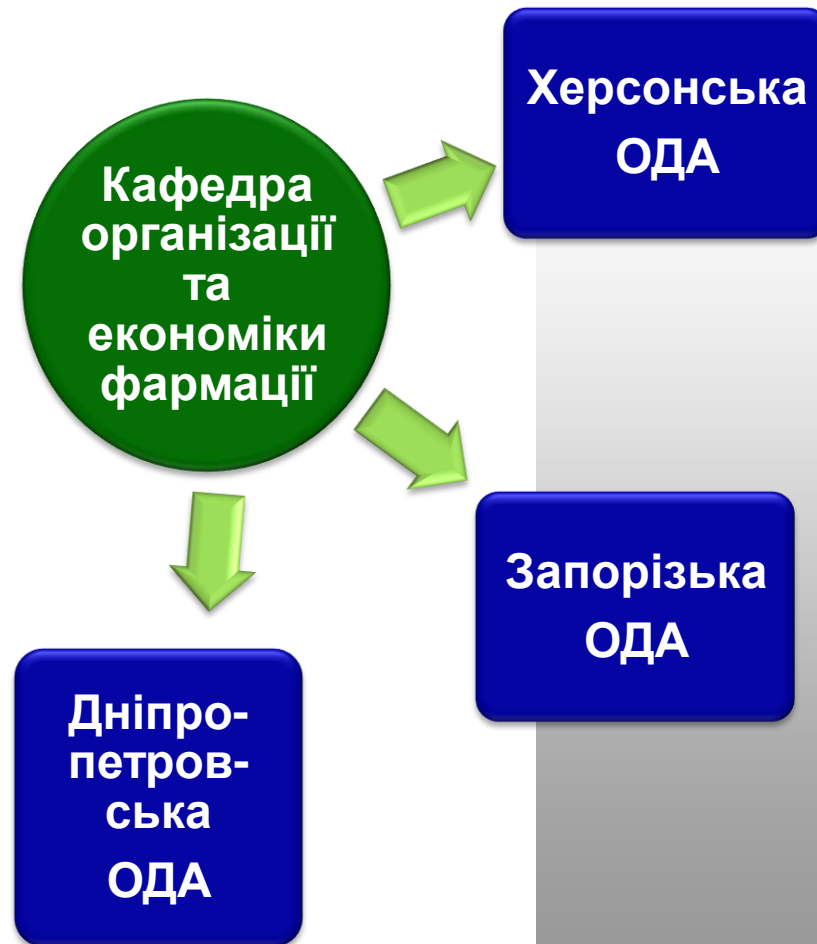 Херсонська
ОДА
Кафедра
організації
та
економіки
фармації
Запорізька
ОДА
Дніпро-
петров-
ська
ОДА